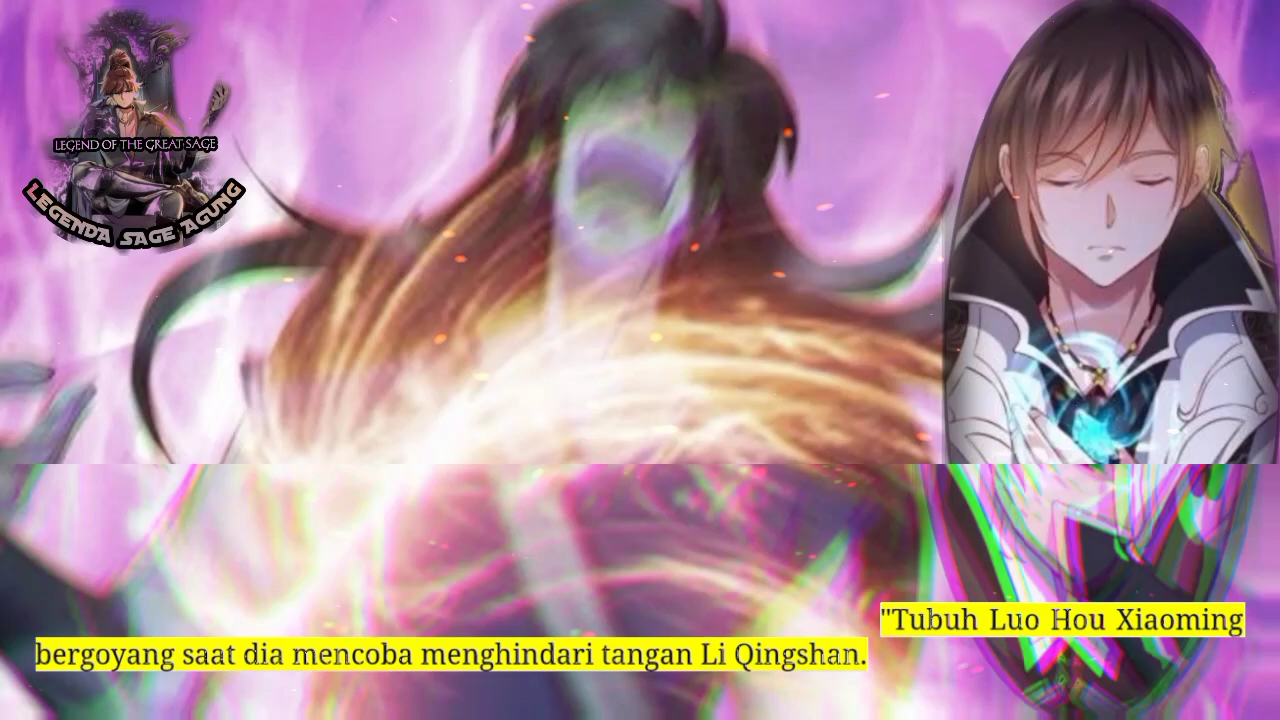 LEGEND OF THE GREAT SAGE
LEGENDA SAGE AGUNG
"Tubuh Luo Hou Xiaoming
bergoyang saat dia mencoba menghindari tangan Li Qingshan.